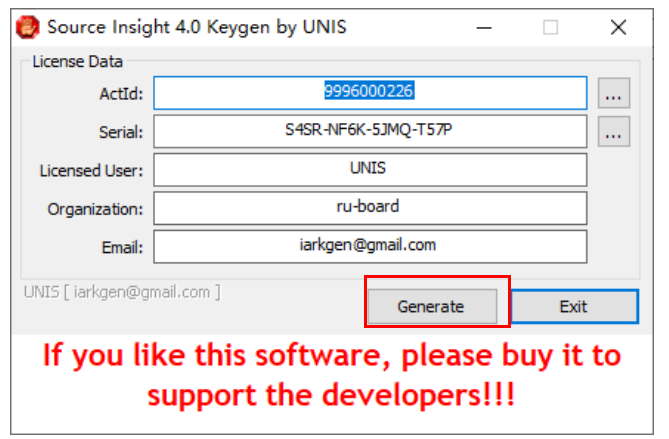 Source Insight 4.0 Keygen by UNIS
License Data
ActId: 9996000226 ...
Serial: S4SR-NF6K-5JMQ-T57P ...
Licensed User: UNIS
Organization: ru-board
Email: iarkgen@gmail.com
UNIS [ iarkgen@gmail.com ]
Generate Exit
If you like this software, please buy it to
support the developers!!!